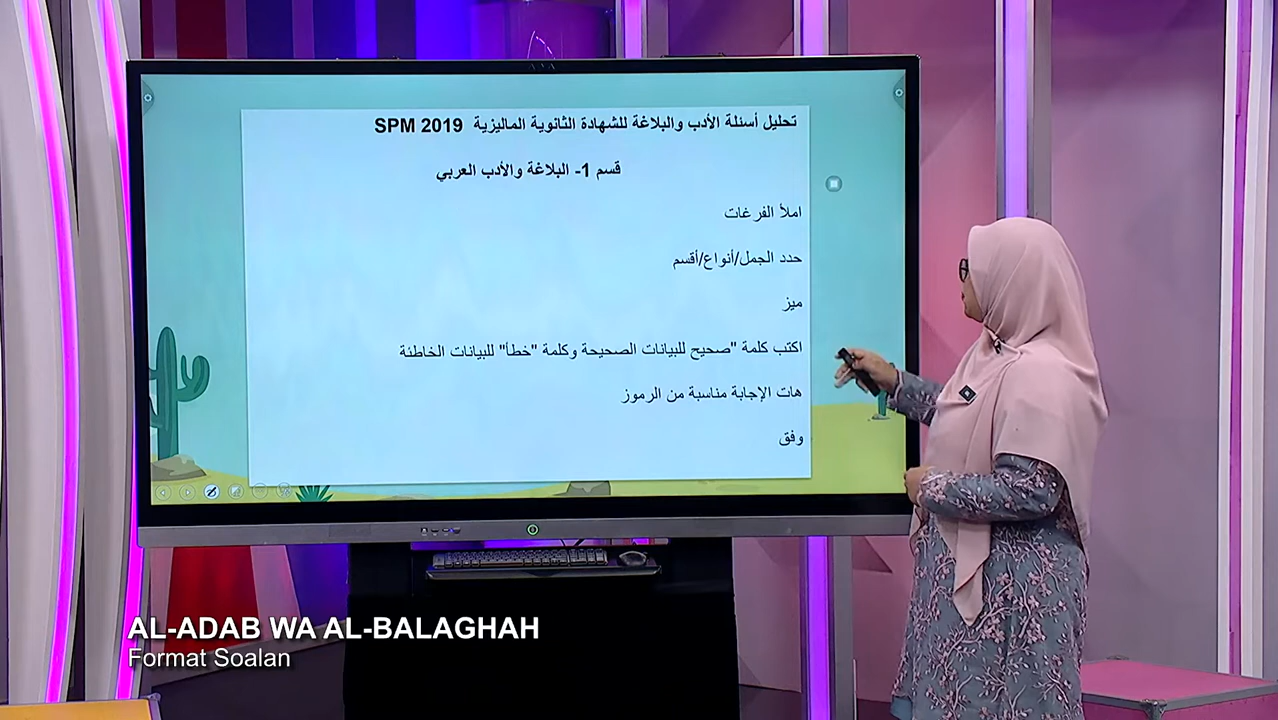 تحليل أسئلة الأدب والبلاغة للشهادة الثانوية الماليزية SPM 2019
قسم 1- البلاغة والأدب العربي
املأ الفرغات
حدد الجمل/أنواع/أقسم
ميز
اكتب كلمة "صحيح للبيانات الصحيحة وكلمة "خطأ" للبيانات الخاطئة
هات الإجابة مناسبة من الرموز
وفق
AL-ADAB WA AL-BALAGHAH
Format Soalan